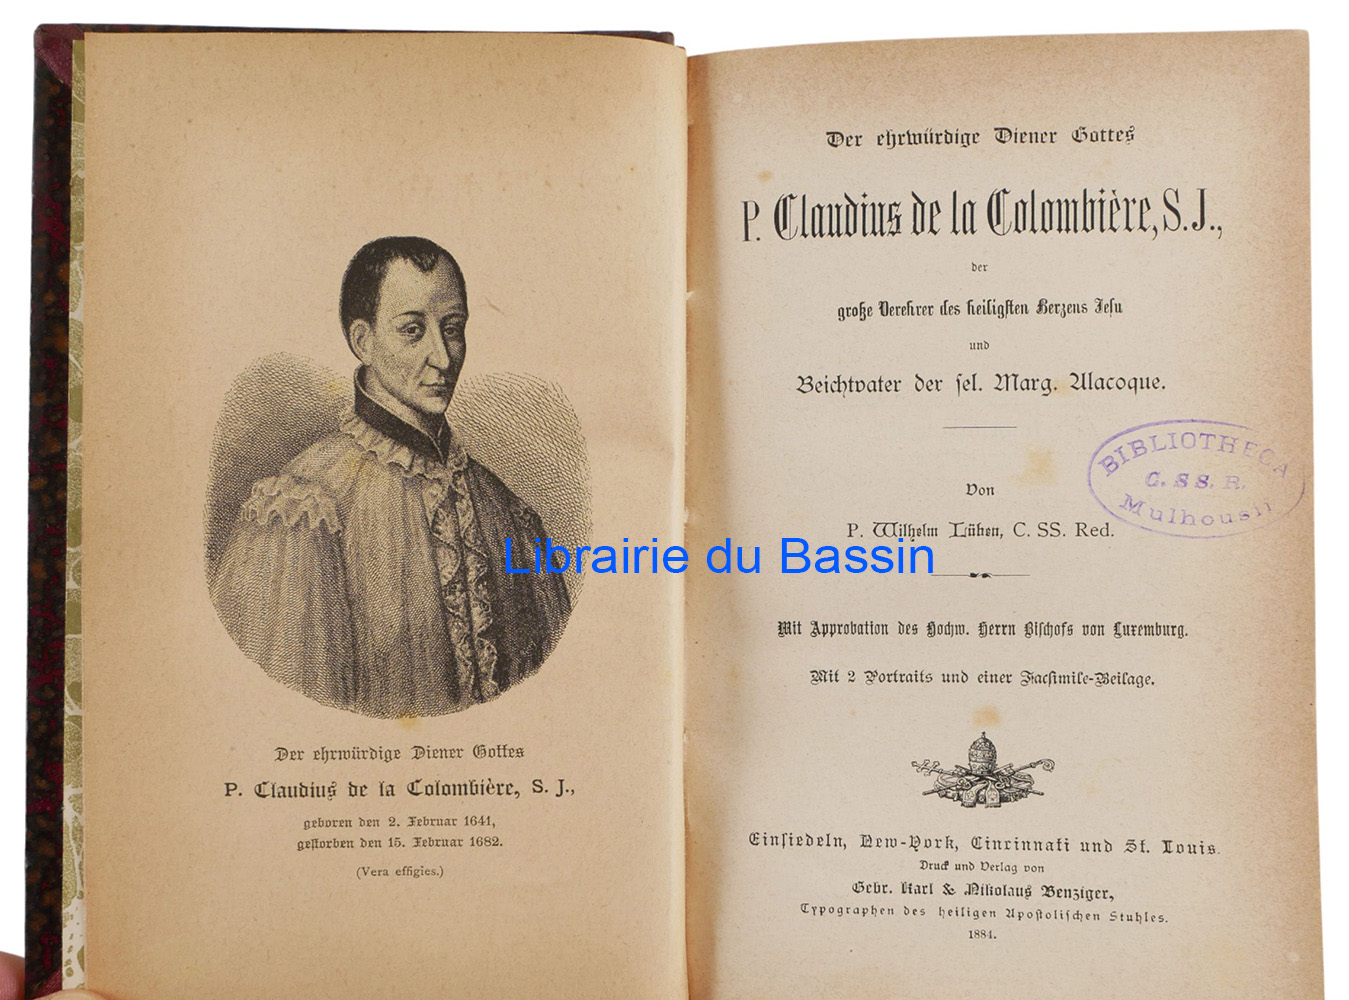 Der ehrwürdige Diener Gottes
P. Claudius de la Colombière, S. J.,
geboren den 2. Februar 1641,
gestorben den 15. Februar 1682.
(Vera effigies.)
Der ehrwürdige Diener Gottes
P. Claudius de la Colombière, S. J.,
der
große Verehrer des heiligsten Herzens Jesu
und
Beichtvater der sel. Marg. Alacoque.
BIBLIOTHECA
C. SS. R.
Mulhousii
Von
P. Wilhelm Lüben, C. SS. Red.
Librairie du Bassin
Mit Approbation des Hochw. Herrn Bischofs von Luxemburg.
Mit 2 Portraits und einer Facsimile-Beilage.
Einsiedeln, New-York, Cincinnati und St. Louis.
Druck und Verlag von
Gebr. Karl & Nikolaus Benziger,
Typographen des heiligen Apostolischen Stuhles.
1884.